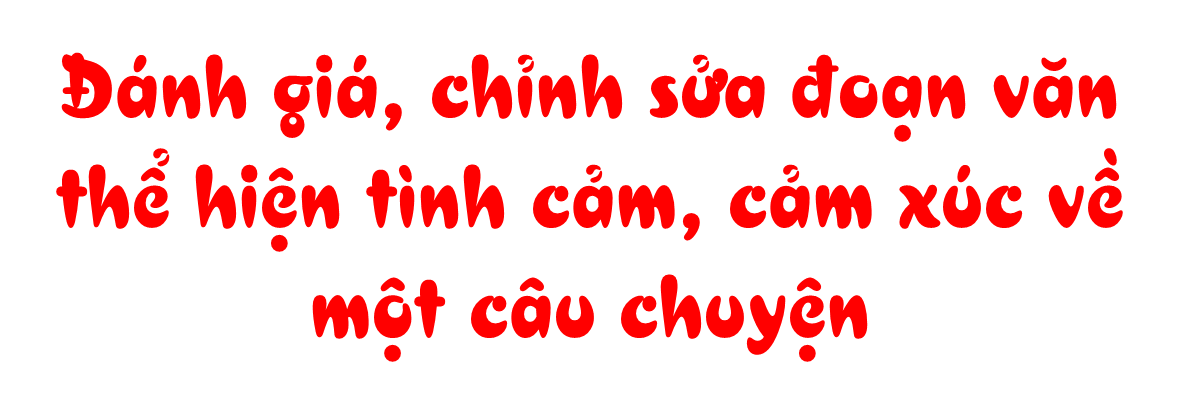 Đánh giá, chỉnh sửa đoạn văn
thể hiện tình cảm, cảm xúc về
một câu chuyện